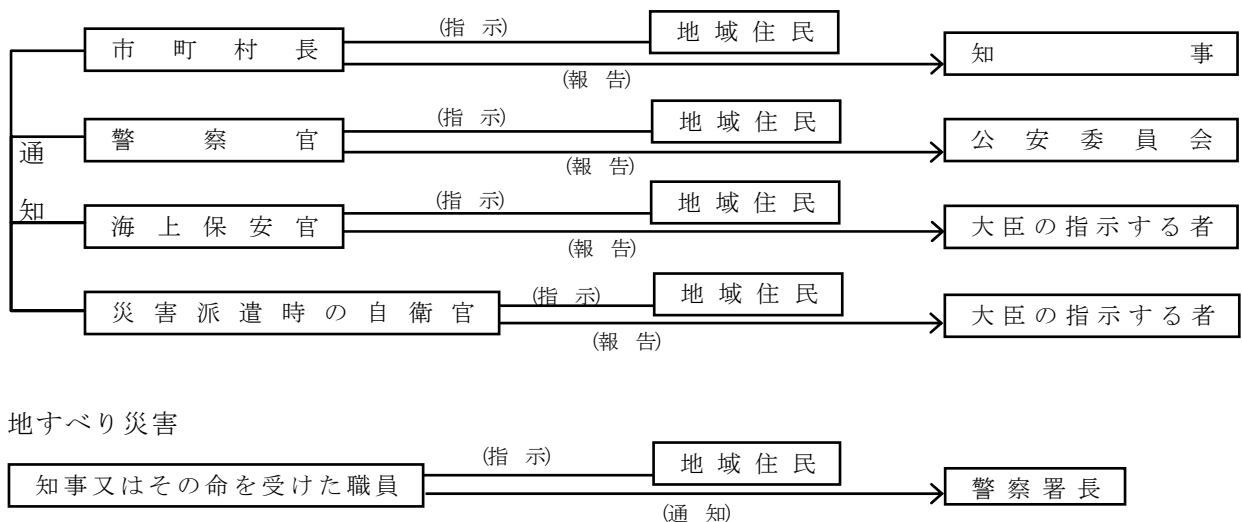 (指 示)
市町村長 地域住民 知事
(報 告)
(指 示)
警察官 地域住民 公安委員会
(報 告)
通知
(指 示)
海上保安官 地域住民 大臣の指示する者
(報 告)
(指 示)
災害派遣時の自衛官 地域住民 大臣の指示する者
(報 告)
地すべり災害
(指 示)
知事又はその命を受けた職員 地域住民 警察署長
(通 知)